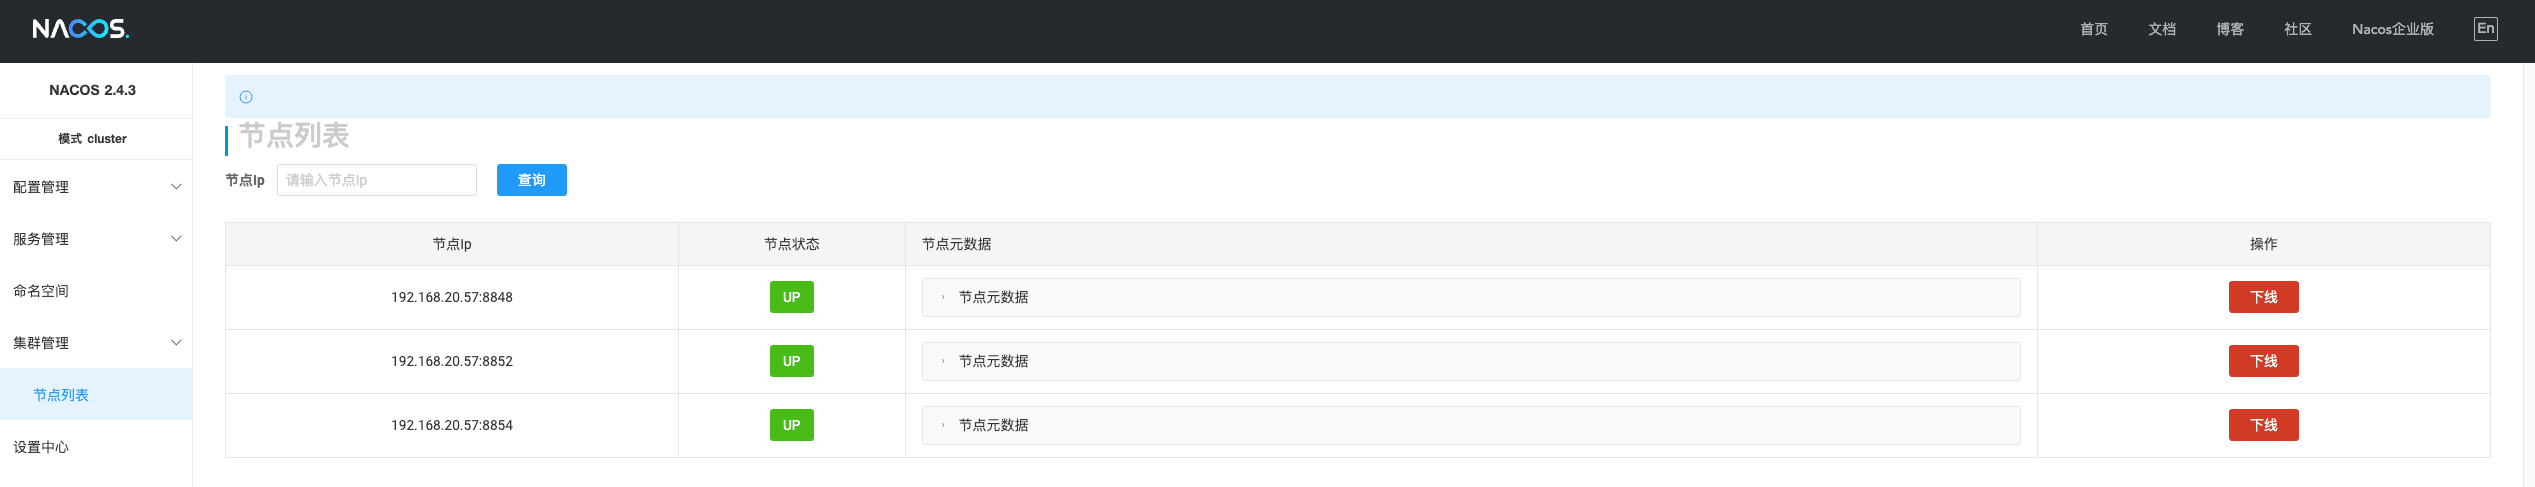 NACOS.
首页 文档 博客 社区 Nacos企业版 En
NACOS 2.4.3
模式 cluster
配置管理
服务管理
命名空间
集群管理
节点列表
设置中心
节点列表
节点Ip 请输入节点Ip 查询
节点Ip 节点状态 节点元数据 操作
192.168.20.57:8848 UP 节点元数据 下线
192.168.20.57:8852 UP 节点元数据 下线
192.168.20.57:8854 UP 节点元数据 下线